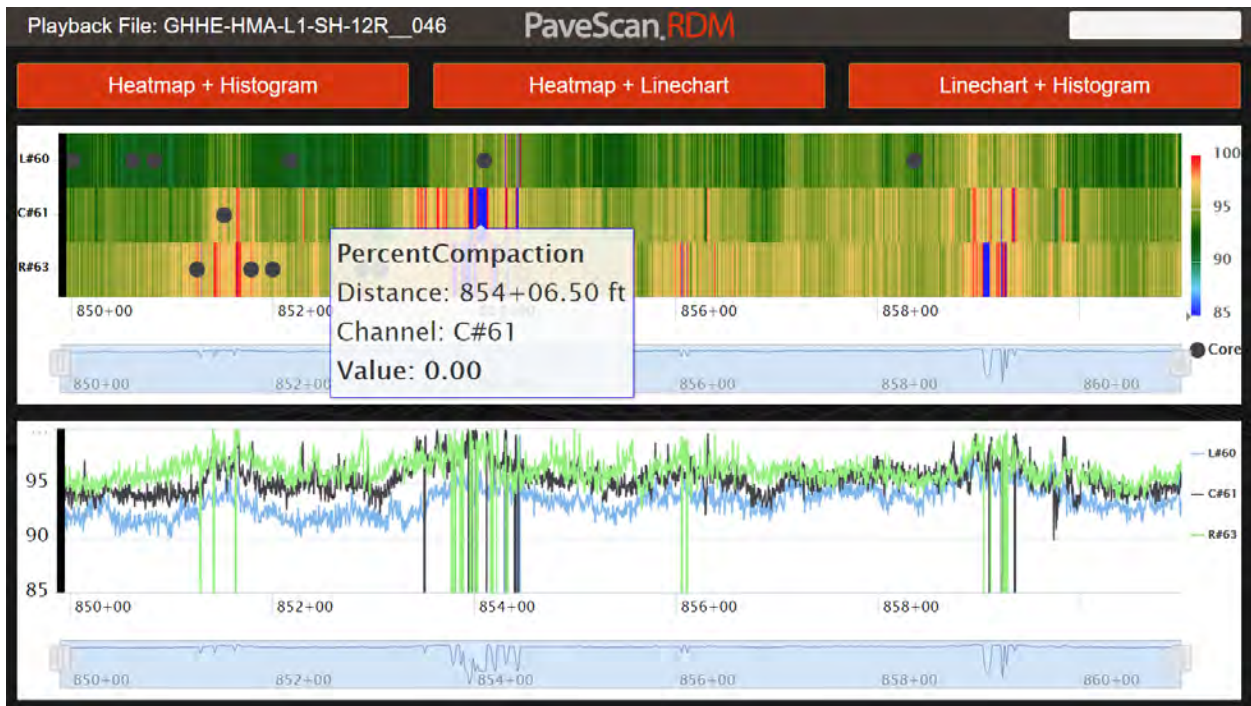 Playback File: GHHE-HMA-L1-SH-12R__046
PaveScan.RDM
Heatmap + Histogram
Heatmap + Linechart
Linechart + Histogram
L#60
C#61
R#63
100
95
90
85
Core
PercentCompaction
Distance: 854+06.50 ft
Channel: C#61
Value: 0.00
850+00
852+00
856+00
858+00
850+00
852+00
856+00
858+00
860+00
...
95
90
85
L#60
C#61
R#63
850+00
852+00
854+00
856+00
858+00
850+00
852+00
854+00
856+00
858+00
860+00